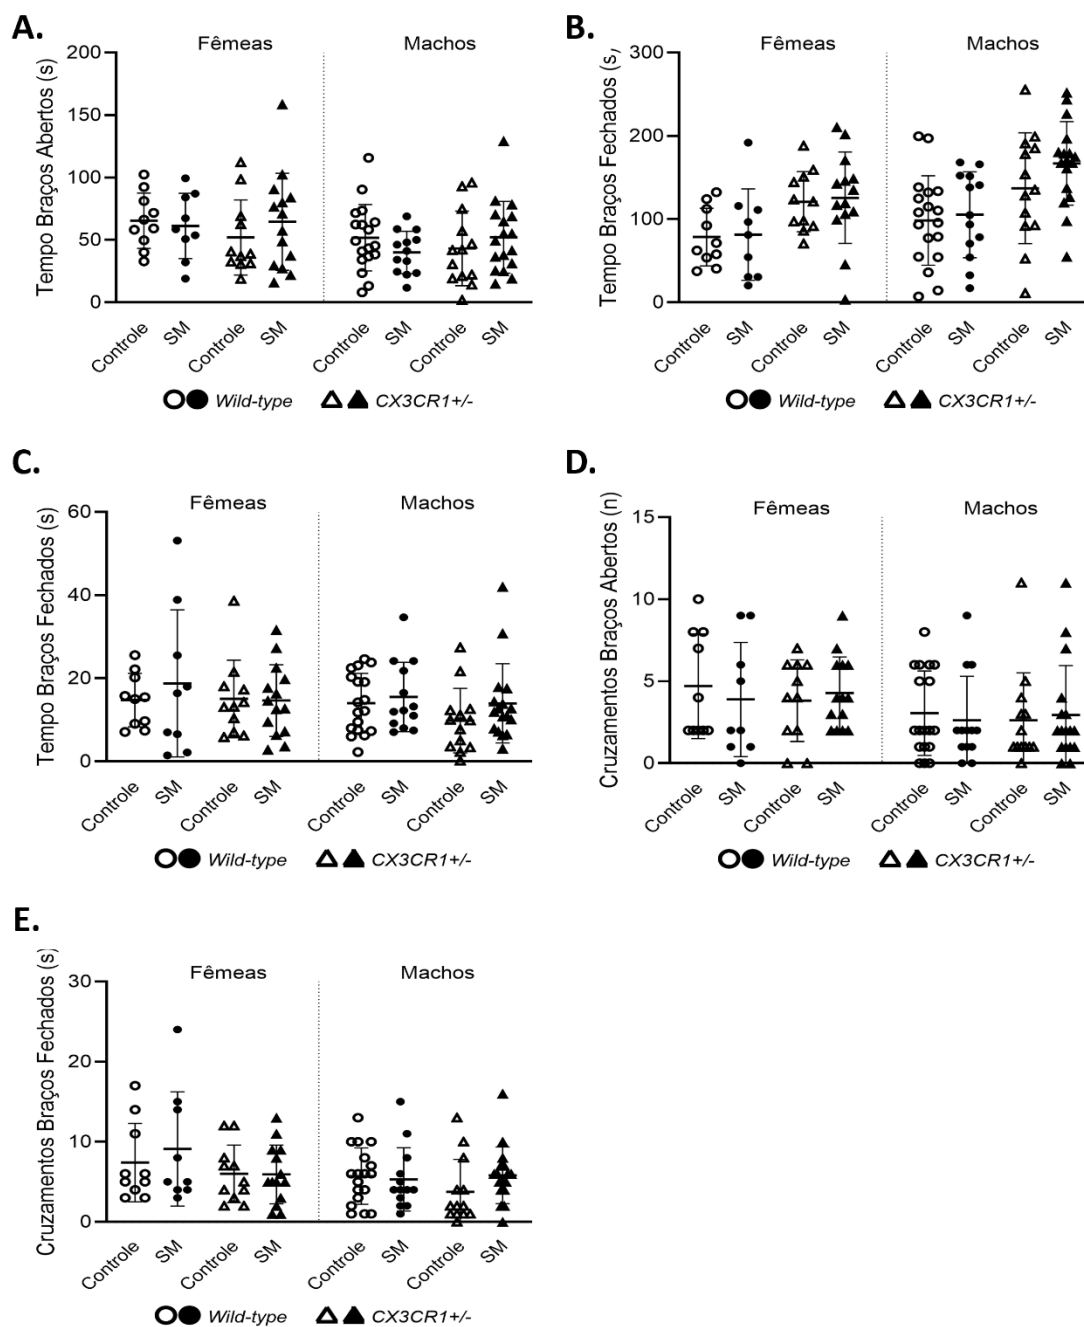 A.
Fêmeas Machos
Tempo Braços Abertos (s)
200
150
100
50
0
Controle SM Controle SM Controle SM Controle SM
Wild-type CX3CR1+/-
B.
Fêmeas Machos
Tempo Braços Fechados (s)
300
200
100
0
Controle SM Controle SM Controle SM Controle SM
Wild-type CX3CR1+/-
C.
Fêmeas Machos
Tempo Braços Fechados (s)
60
40
20
0
Controle SM Controle SM Controle SM Controle SM
Wild-type CX3CR1+/-
D.
Fêmeas Machos
Cruzamentos Braços Abertos (n)
15
10
5
0
Controle SM Controle SM Controle SM Controle SM
Wild-type CX3CR1+/-
E.
Fêmeas Machos
Cruzamentos Braços Fechados (s)
30
20
10
0
Controle SM Controle SM Controle SM Controle SM
Wild-type CX3CR1+/-